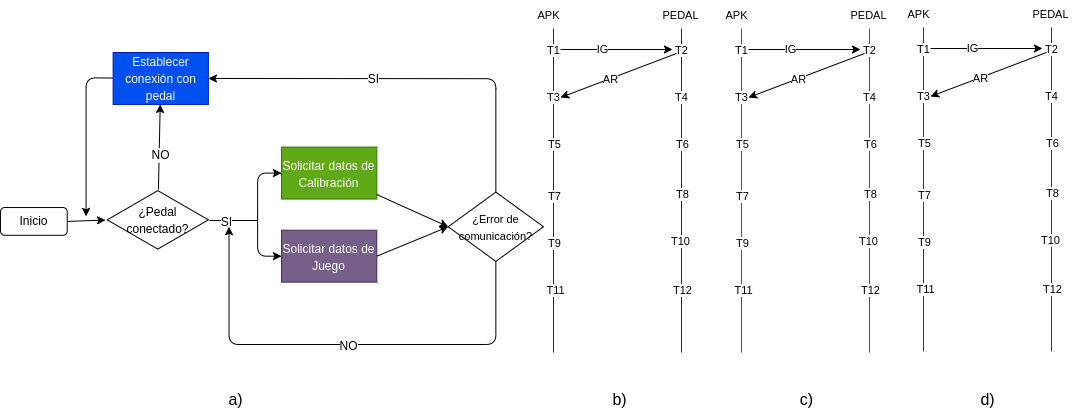 Establecer
conexión con
pedal
SI
NO
Solicitar datos de
Calibración
Inicio
¿Pedal
conectado?
SI
¿Error de
comunicación?
Solicitar datos de
Juego
NO
a)
APK PEDAL
T1 IG T2
AR
T3 T4
T5 T6
T7 T8
T9 T10
T11 T12
b)
APK PEDAL
T1 IG T2
AR
T3 T4
T5 T6
T7 T8
T9 T10
T11 T12
c)
APK PEDAL
T1 IG T2
AR
T3 T4
T5 T6
T7 T8
T9 T10
T11 T12
d)